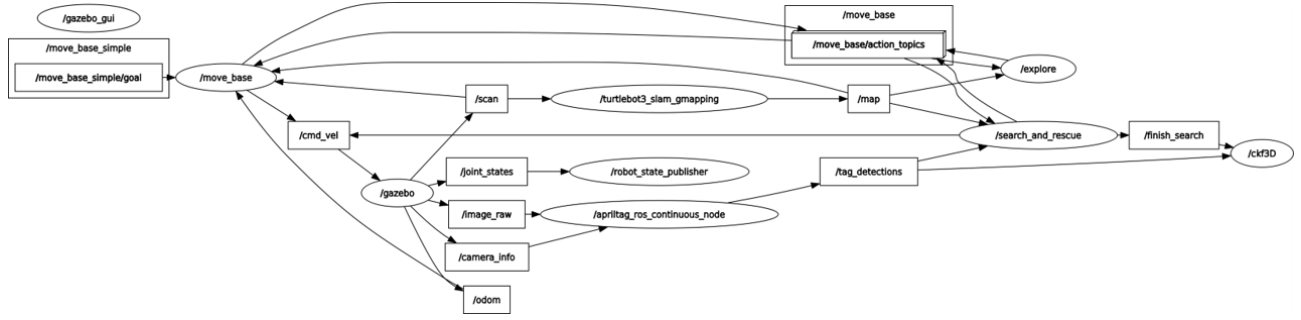 /gazebo_gui
/move_base_simple
/move_base_simple/goal
/move_base
/cmd_vel
/gazebo
/scan
/joint_states
/image_raw
/camera_info
/odom
/turtlebot3_slam_gmapping
/robot_state_publisher
/apriltag_ros_continuous_node
/move_base
/move_base/action_topics
/map
/tag_detections
/explore
/search_and_rescue
/finish_search
/ckf3D